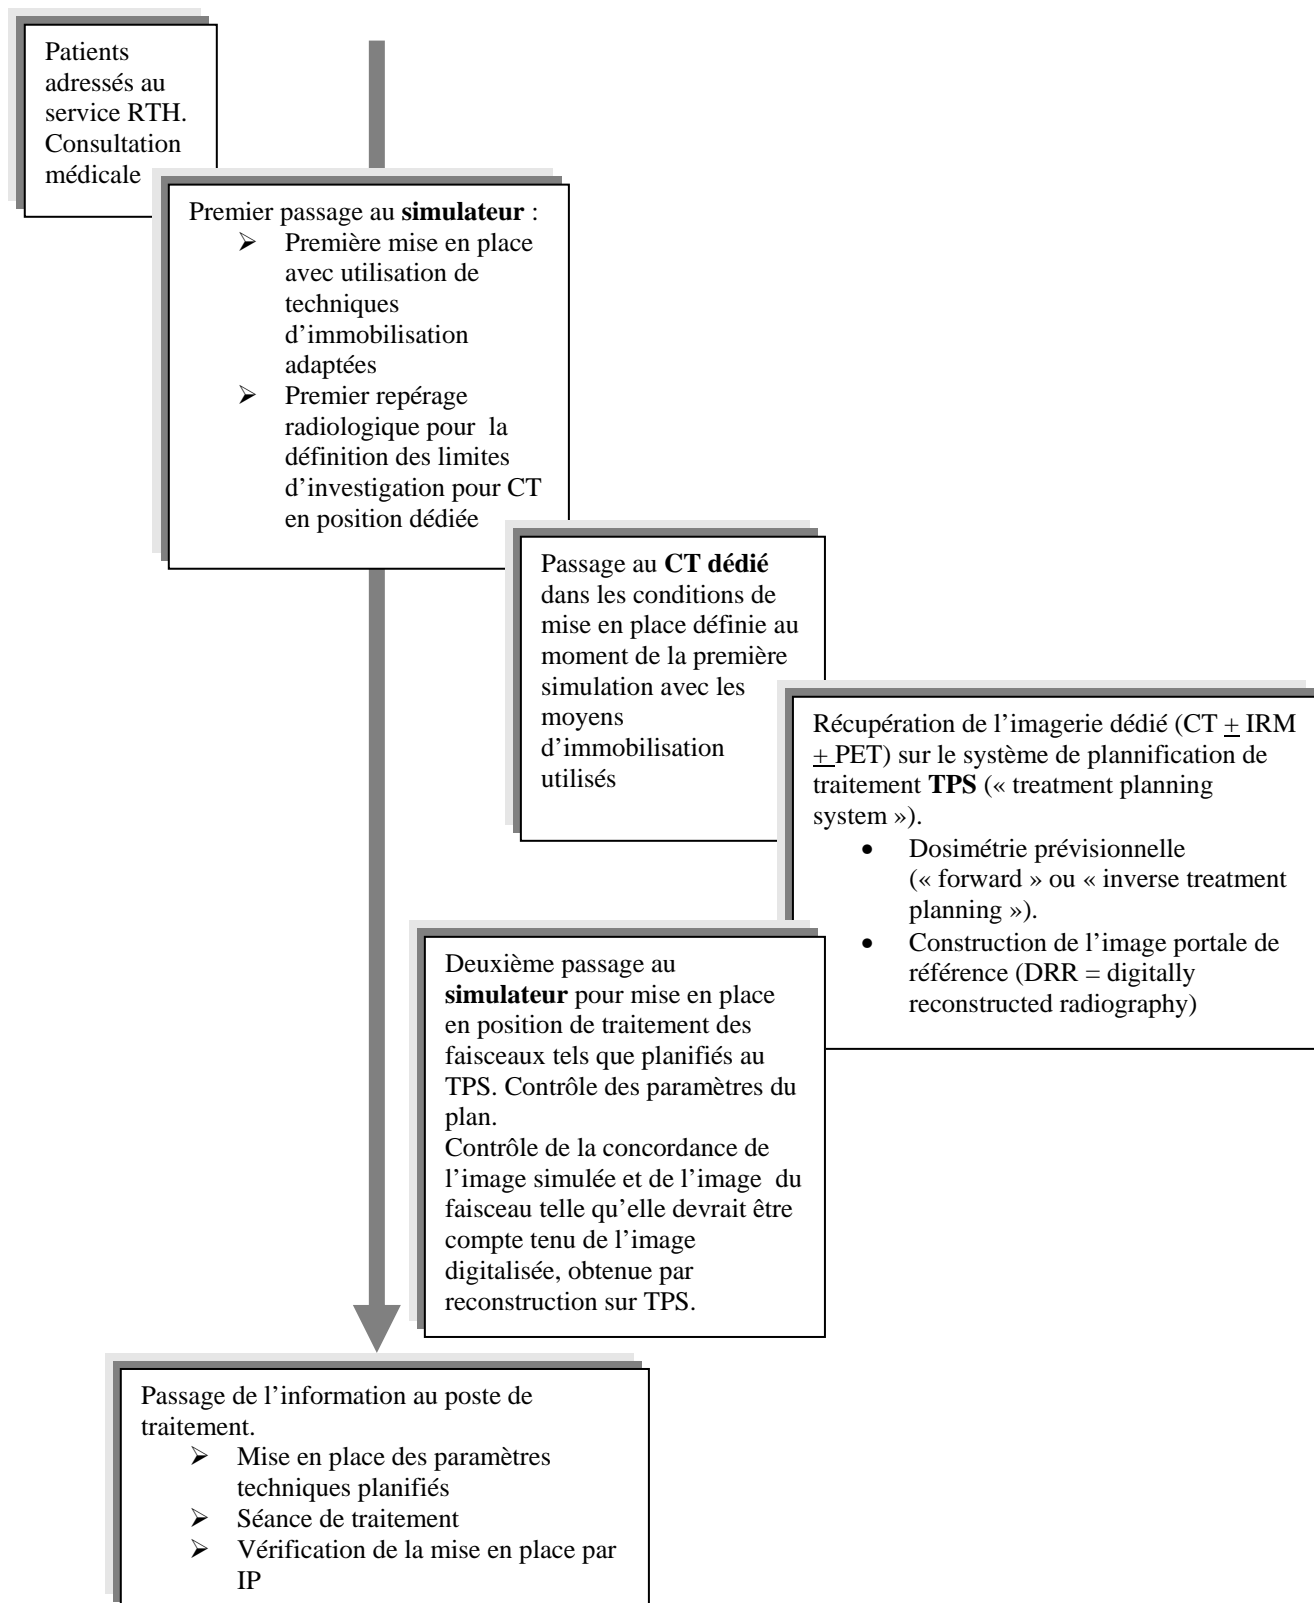 Patients
adressés au
service RTH.
Consultation
médicale
Premier passage au simulateur :
➢ Première mise en place
avec utilisation de
techniques
d’immobilisation
adaptées
➢ Premier repérage
radiologique pour la
définition des limites
d’investigation pour CT
en position dédiée
Passage au CT dédié
dans les conditions de
mise en place définie au
moment de la première
simulation avec les
moyens
d’immobilisation
utilisés
Récupération de l’imagerie dédié (CT + IRM
+ PET) sur le système de plannification de
traitement TPS (« treatment planning
system »).
• Dosimétrie prévisionnelle
(« forward » ou « inverse treatment
planning »).
• Construction de l’image portale de
référence (DRR = digitally
reconstructed radiography)
Deuxième passage au
simulateur pour mise en place
en position de traitement des
faisceaux tels que planifiés au
TPS. Contrôle des paramètres du
plan.
Contrôle de la concordance de
l’image simulée et de l’image du
faisceau telle qu’elle devrait être
compte tenu de l’image
digitalisée, obtenue par
reconstruction sur TPS.
Passage de l’information au poste de
traitement.
➢ Mise en place des paramètres
techniques planifiés
➢ Séance de traitement
➢ Vérification de la mise en place par
IP